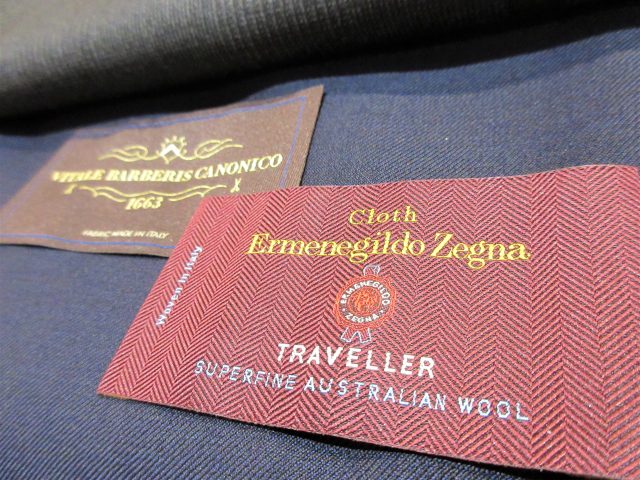 VITALE BARBERIS CANONICO
1663
FABRIC MADE IN ITALY
Woven in Italy
Cloth
Ermenegildo Zegna
ERMENEGILDO
ZEGNA
TRAVELLER
SUPERFINE AUSTRALIAN WOOL